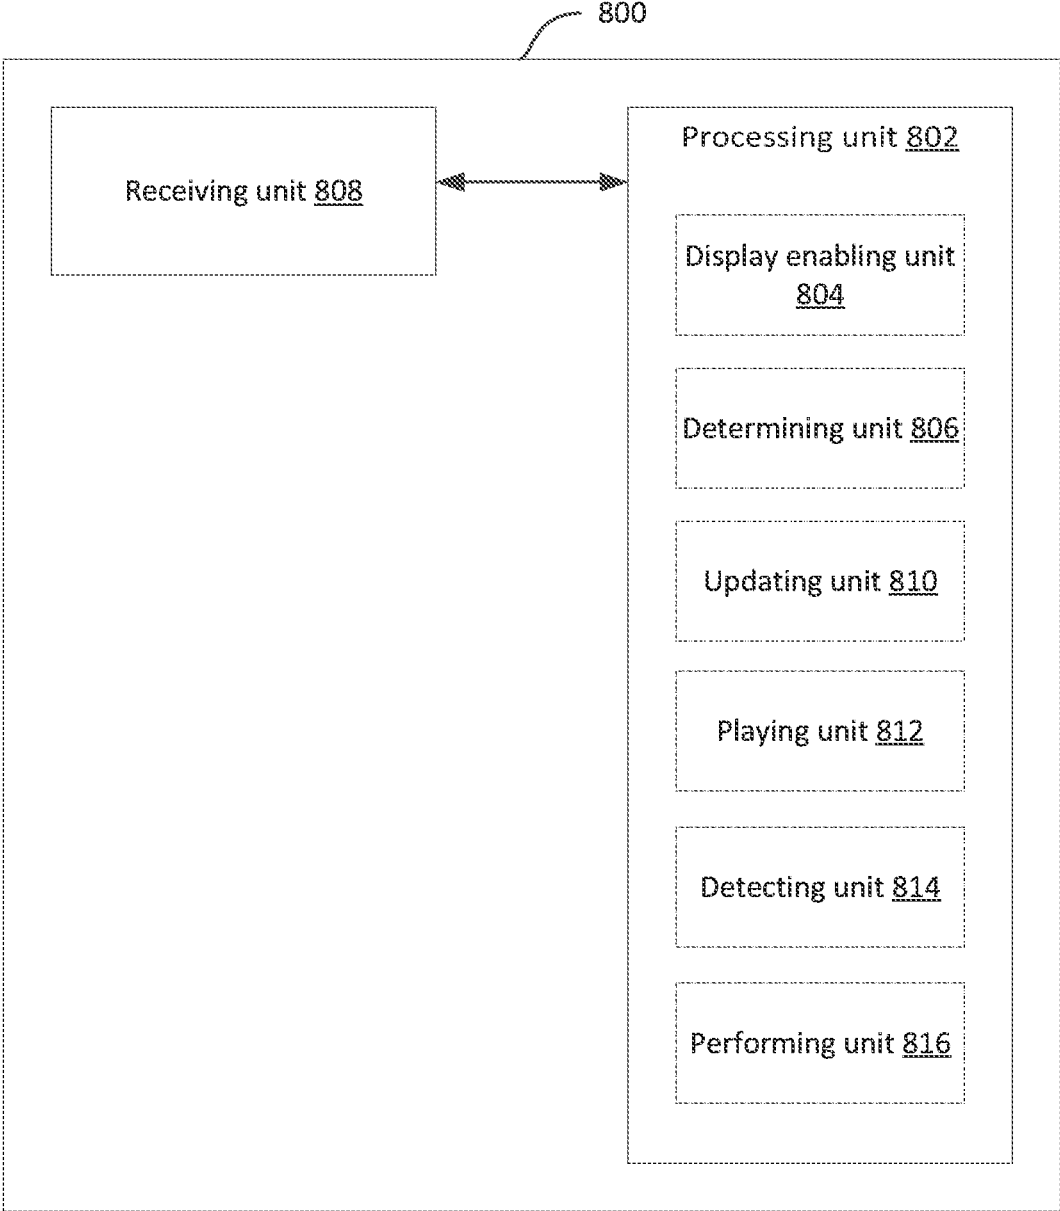 800
Receiving unit 808
Processing unit 802
Display enabling unit
804
Determining unit 806
Updating unit 810
Playing unit 812
Detecting unit 814
Performing unit 816